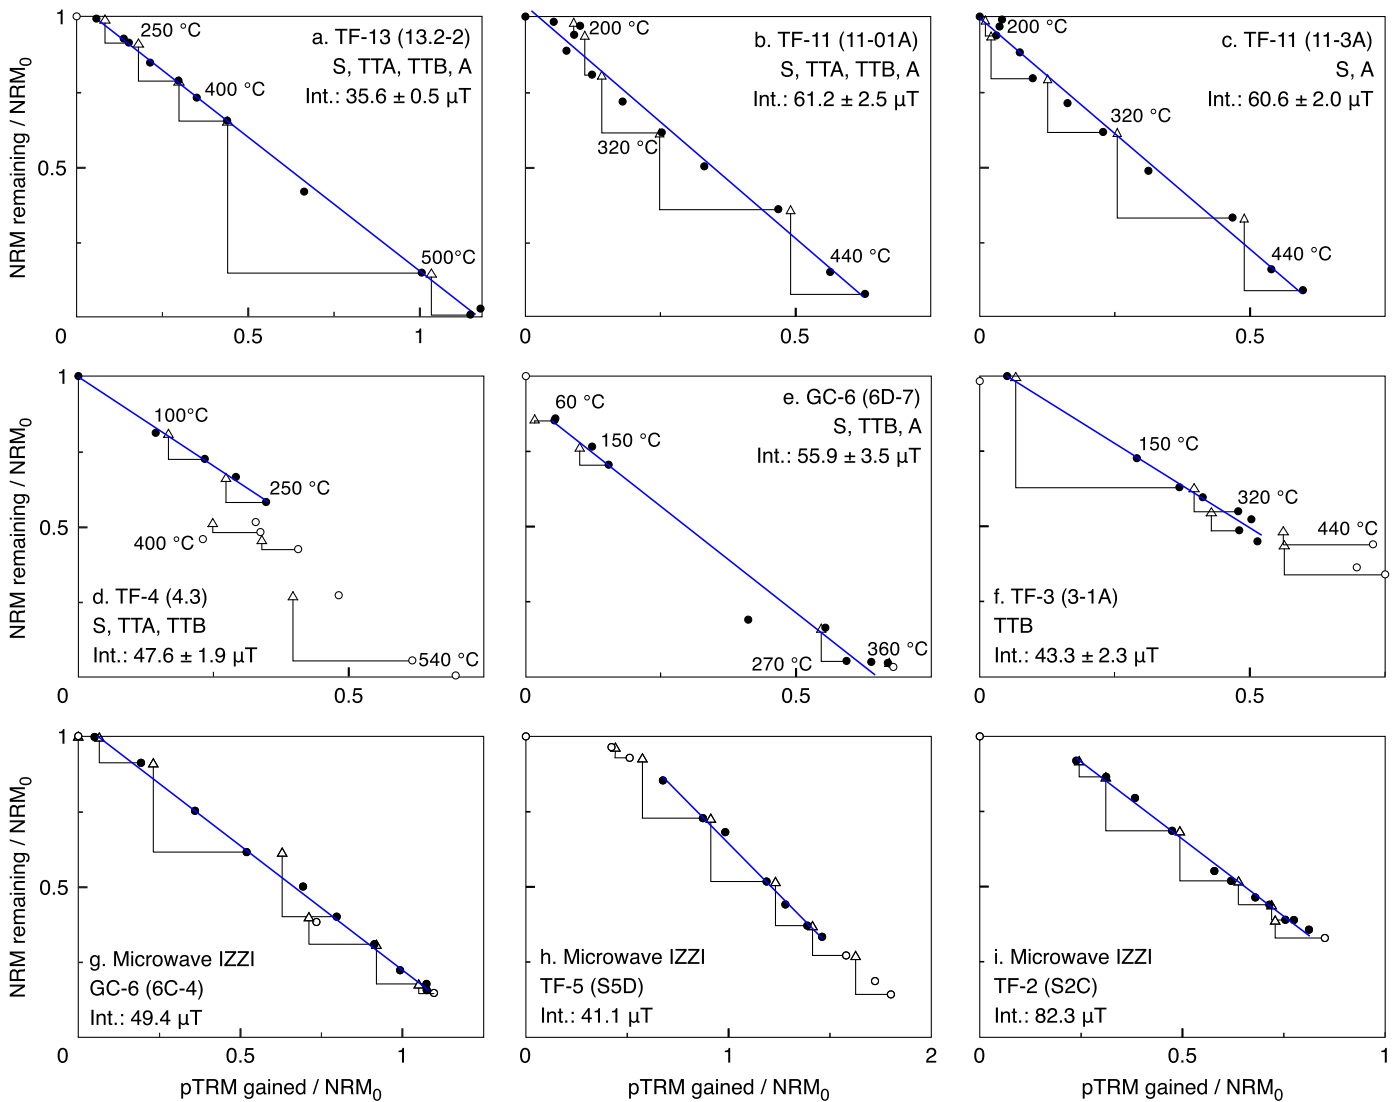 NRM remaining / NRM0
1
0.5
0
0.5
1
250 °C
400 °C
500°C
a. TF-13 (13.2-2)
S, TTA, TTB, A
Int.: 35.6 ± 0.5 µT
0
0.5
200 °C
320 °C
440 °C
b. TF-11 (11-01A)
S, TTA, TTB, A
Int.: 61.2 ± 2.5 µT
0
0.5
200 °C
320 °C
440 °C
c. TF-11 (11-3A)
S, A
Int.: 60.6 ± 2.0 µT
NRM remaining / NRM0
1
0.5
0
0.5
100°C
250 °C
400 °C
540 °C
d. TF-4 (4.3)
S, TTA, TTB
Int.: 47.6 ± 1.9 µT
0
0.5
60 °C
150 °C
270 °C
360 °C
e. GC-6 (6D-7)
S, TTB, A
Int.: 55.9 ± 3.5 µT
0
0.5
150 °C
320 °C
440 °C
f. TF-3 (3-1A)
TTB
Int.: 43.3 ± 2.3 µT
NRM remaining / NRM0
1
0.5
0
0.5
1
g. Microwave IZZI
GC-6 (6C-4)
Int.: 49.4 µT
pTRM gained / NRM0
0
1
2
h. Microwave IZZI
TF-5 (S5D)
Int.: 41.1 µT
pTRM gained / NRM0
0
0.5
1
i. Microwave IZZI
TF-2 (S2C)
Int.: 82.3 µT
pTRM gained / NRM0